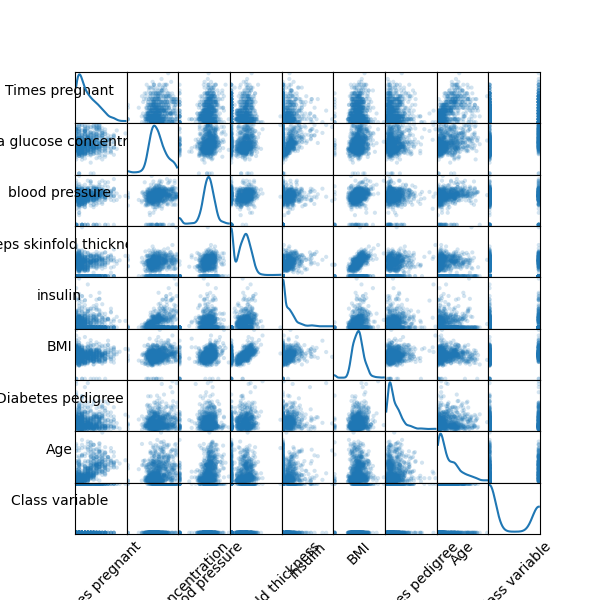 Times pregnant
a glucose concentr
blood pressure
eps skinfold thickne
insulin
BMI
Diabetes pedigree
Age
Class variable
es pregnant
ncentration
od pressure
ld thickness
insulin
BMI
es pedigree
Age
ass variable